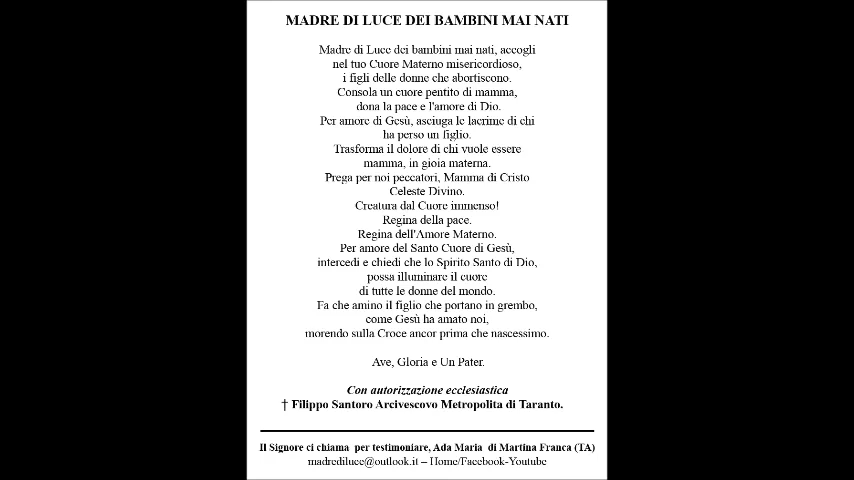 MADRE DI LUCE DEI BAMBINI MAI NATI
Madre di Luce dei bambini mai nati, accogli
nel tuo Cuore Materno misericordioso,
i figli delle donne che abortiscono.
Consola un cuore pentito di mamma,
dona la pace e l'amore di Dio.
Per amore di Gesù, asciuga le lacrime di chi
ha perso un figlio.
Trasforma il dolore di chi vuole essere
mamma, in gioia materna.
Prega per noi peccatori, Mamma di Cristo
Celeste Divino.
Creatura dal Cuore immenso!
Regina della pace.
Regina dell'Amore Materno.
Per amore del Santo Cuore di Gesù,
intercedi e chiedi che lo Spirito Santo di Dio,
possa illuminare il cuore
di tutte le donne del mondo.
Fa che amino il figlio che portano in grembo,
come Gesù ha amato noi,
morendo sulla Croce ancor prima che nascessimo.
Ave, Gloria e Un Pater.
Con autorizzazione ecclesiastica
† Filippo Santoro Arcivescovo Metropolita di Taranto.
Il Signore ci chiama per testimoniare, Ada Maria di Martina Franca (TA)
madrediluce@outlook.it – Home/Facebook-Youtube